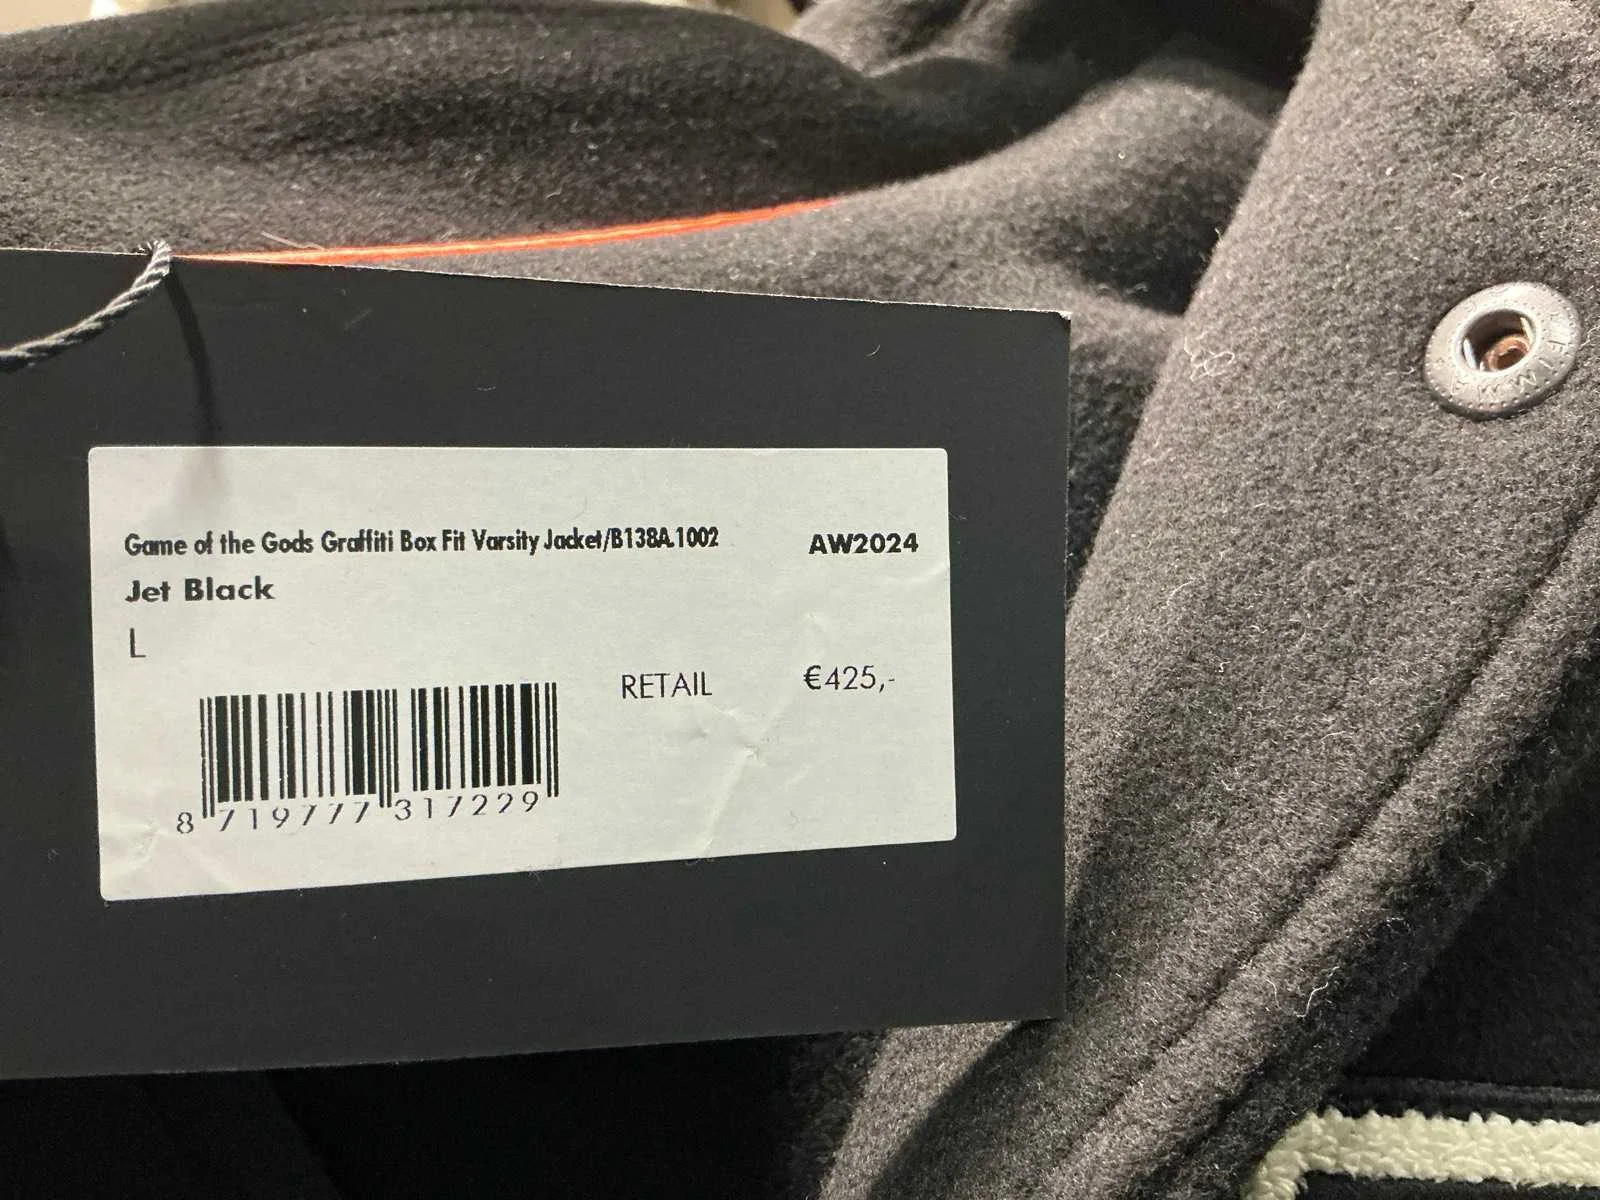 Game of the Gods Graffiti Box Fit Varsity Jacket/B138A.1002 AW2024
Jet Black
L
RETAIL €425,-
8 719777 317229